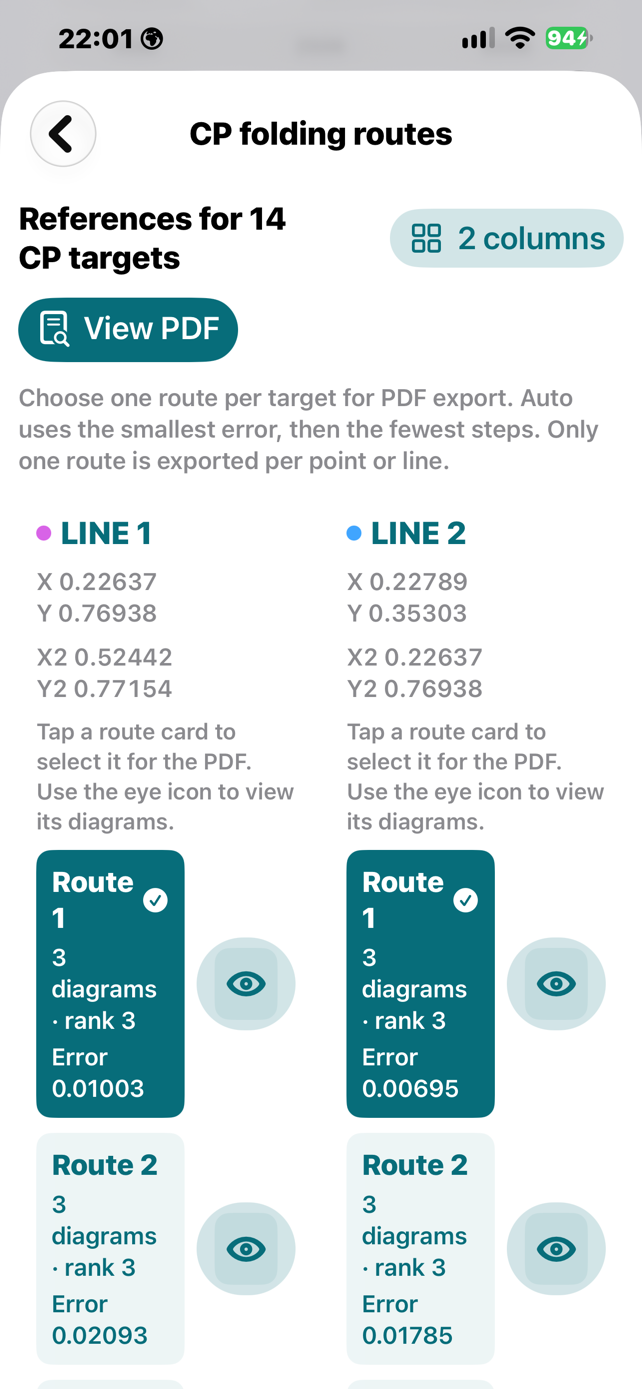 22:01
94
CP folding routes
References for 14
CP targets
2 columns
View PDF
Choose one route per target for PDF export. Auto
uses the smallest error, then the fewest steps. Only
one route is exported per point or line.
LINE 1
X 0.22637
Y 0.76938
X2 0.52442
Y2 0.77154
Tap a route card to
select it for the PDF.
Use the eye icon to view
its diagrams.
Route
1
3
diagrams
· rank 3
Error
0.01003
Route 2
3
diagrams
· rank 3
Error
0.02093
LINE 2
X 0.22789
Y 0.35303
X2 0.22637
Y2 0.76938
Tap a route card to
select it for the PDF.
Use the eye icon to view
its diagrams.
Route
1
3
diagrams
· rank 3
Error
0.00695
Route 2
3
diagrams
· rank 3
Error
0.01785